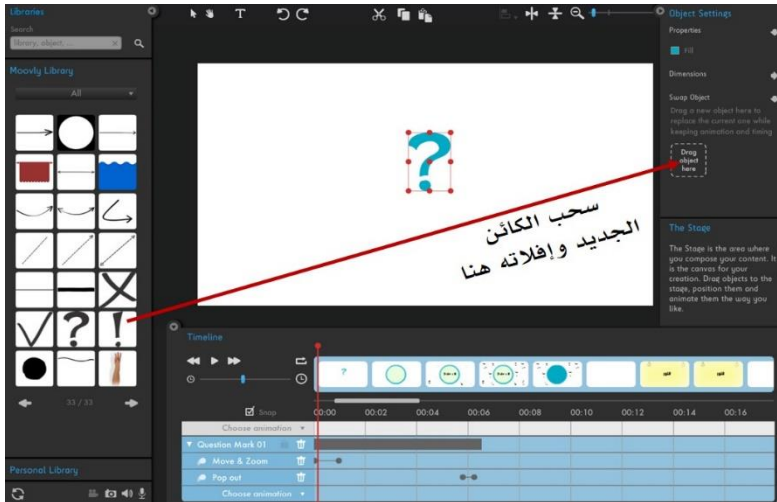 Libraries
Search
library, object, ...
Moovly Library
All
33 / 33
Personal Library
T
?
سحب الكائن
الجديد وإفلاته هنا
Object Settings
Properties
Fill
Dimensions
Swap Object
Drag a new object here to
replace the current one while
keeping animation and timing
Drag
object
here
The Stage
The Stage is the area where
you compose your content. It
is the canvas for your
creation. Drag objects to the
stage, position them and
animate them the way you
like.
Timeline
Snap
00:00 00:02 00:04 00:06 00:08 00:10 00:12 00:14 00:16
Choose animation
Question Mark 01
Move & Zoom
Pop out
Choose animation